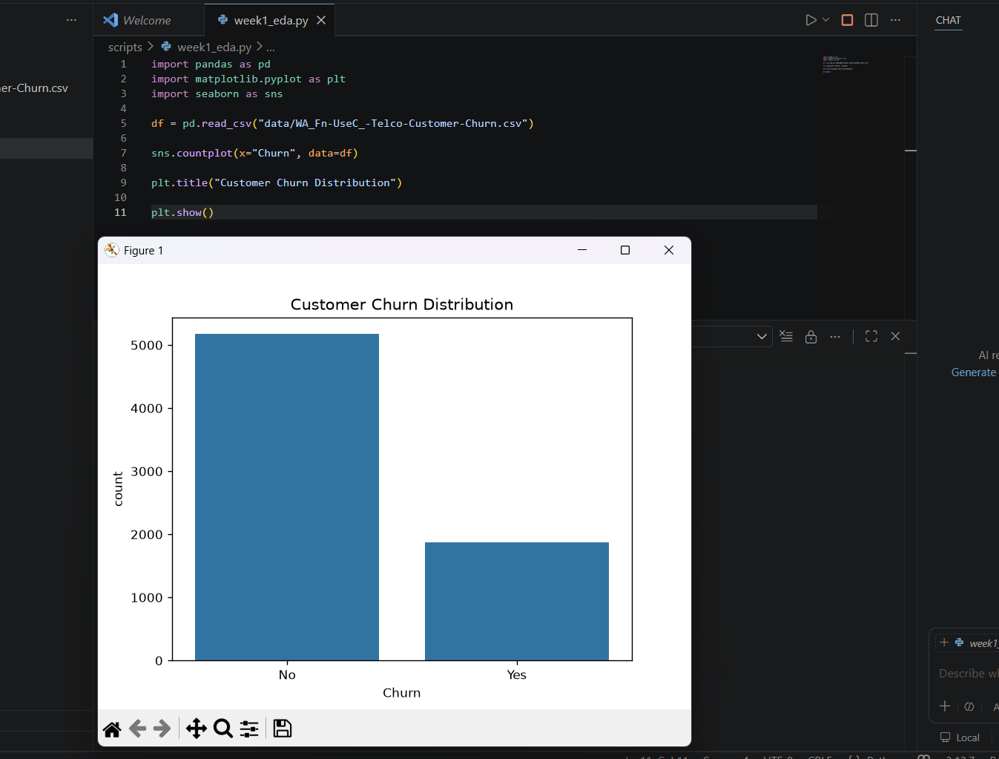 Welcome
week1_eda.py
CHAT
scripts > week1_eda.py > ...
er-Churn.csv
1 import pandas as pd
2 import matplotlib.pyplot as plt
3 import seaborn as sns
4
5 df = pd.read_csv("data/WA_Fn-UseC_-Telco-Customer-Churn.csv")
6
7 sns.countplot(x="Churn", data=df)
8
9 plt.title("Customer Churn Distribution")
10
11 plt.show()
Figure 1
Customer Churn Distribution
5000
4000
3000
2000
1000
0
count
No
Yes
Churn
AI re
Generate
week1_
Describe wh
Local